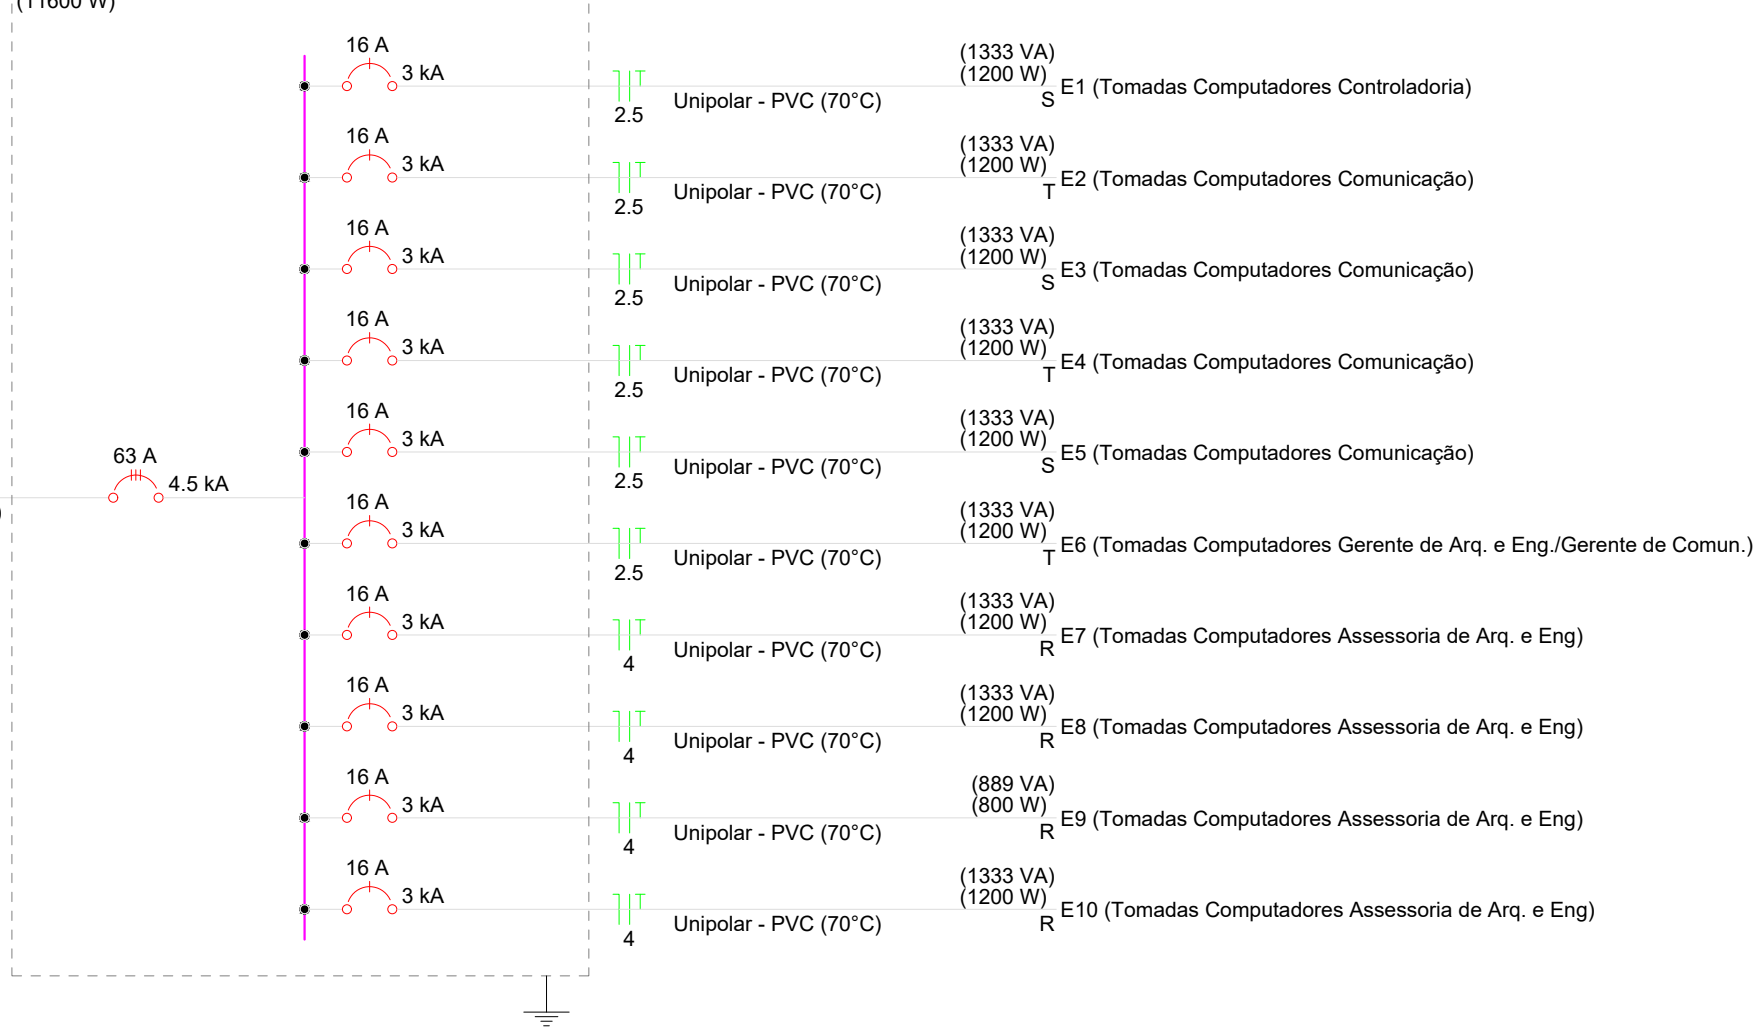 (11600 W)
16 A
3 kA
2.5
Unipolar - PVC (70°C)
(1333 VA)
(1200 W)
S
E1 (Tomadas Computadores Controladoria)
16 A
3 kA
2.5
Unipolar - PVC (70°C)
(1333 VA)
(1200 W)
T
E2 (Tomadas Computadores Comunicação)
16 A
3 kA
2.5
Unipolar - PVC (70°C)
(1333 VA)
(1200 W)
S
E3 (Tomadas Computadores Comunicação)
16 A
3 kA
2.5
Unipolar - PVC (70°C)
(1333 VA)
(1200 W)
T
E4 (Tomadas Computadores Comunicação)
16 A
3 kA
2.5
Unipolar - PVC (70°C)
(1333 VA)
(1200 W)
S
E5 (Tomadas Computadores Comunicação)
63 A
4.5 kA
16 A
3 kA
2.5
Unipolar - PVC (70°C)
(1333 VA)
(1200 W)
T
E6 (Tomadas Computadores Gerente de Arq. e Eng./Gerente de Comun.)
16 A
3 kA
4
Unipolar - PVC (70°C)
(1333 VA)
(1200 W)
R
E7 (Tomadas Computadores Assessoria de Arq. e Eng)
16 A
3 kA
4
Unipolar - PVC (70°C)
(1333 VA)
(1200 W)
R
E8 (Tomadas Computadores Assessoria de Arq. e Eng)
16 A
3 kA
4
Unipolar - PVC (70°C)
(889 VA)
(800 W)
R
E9 (Tomadas Computadores Assessoria de Arq. e Eng)
16 A
3 kA
4
Unipolar - PVC (70°C)
(1333 VA)
(1200 W)
R
E10 (Tomadas Computadores Assessoria de Arq. e Eng)